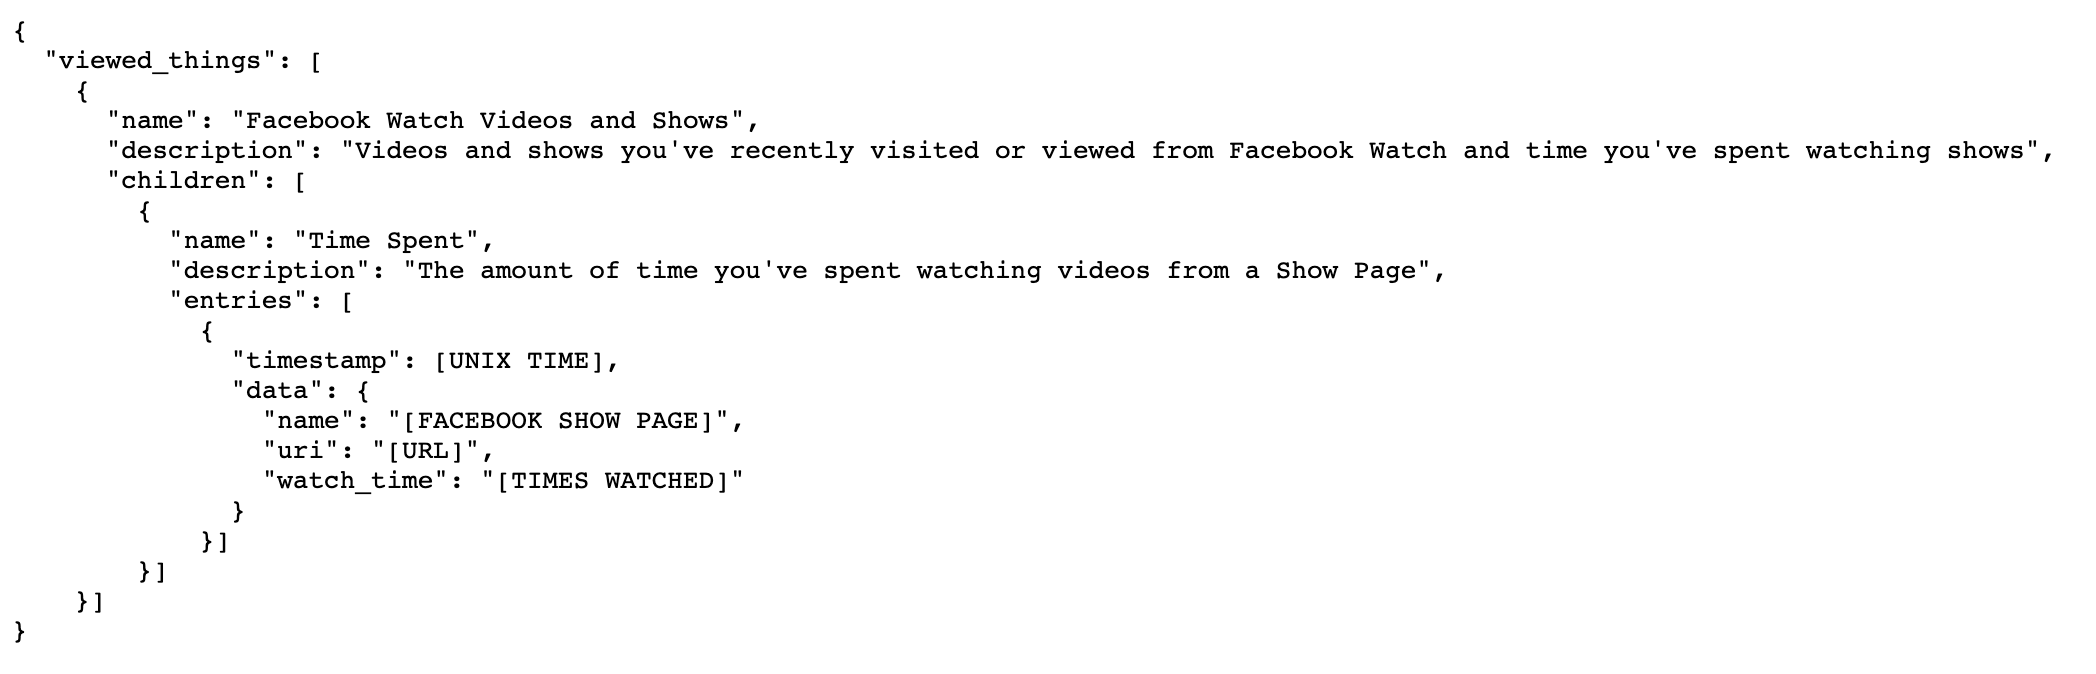 {
  "viewed_things": [
    {
      "name": "Facebook Watch Videos and Shows",
      "description": "Videos and shows you've recently visited or viewed from Facebook Watch and time you've spent watching shows",
      "children": [
        {
          "name": "Time Spent",
          "description": "The amount of time you've spent watching videos from a Show Page",
          "entries": [
            {
              "timestamp": [UNIX TIME],
              "data": {
                "name": "[FACEBOOK SHOW PAGE]",
                "uri": "[URL]",
                "watch_time": "[TIMES WATCHED]"
              }
            }]
        }]
    }]
}